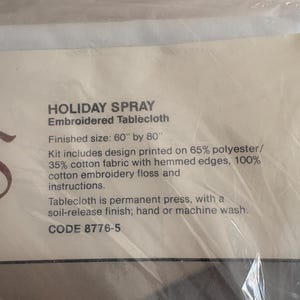 HOLIDAY SPRAY
Embroidered Tablecloth
Finished size: 60" by 80"
Kit includes design printed on 65% polyester/
35% cotton fabric with hemmed edges, 100%
cotton embroidery floss and
instructions.
Tablecloth is permanent press, with a
soil-release finish; hand or machine wash.
CODE 8776-5